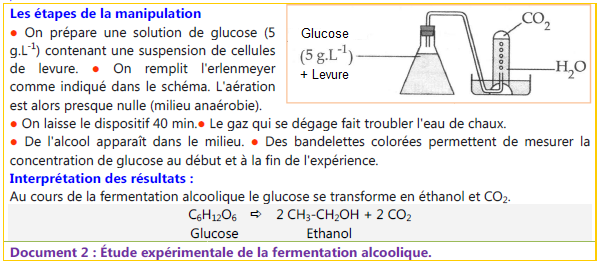 Les étapes de la manipulation
● On prépare une solution de glucose (5
g.L⁻¹) contenant une suspension de cellules
de levure. ● On remplit l'erlenmeyer
comme indiqué dans le schéma. L'aération
est alors presque nulle (milieu anaérobie).
Glucose
(5 g.L⁻¹)
+ Levure
CO₂
H₂O
● On laisse le dispositif 40 min.● Le gaz qui se dégage fait troubler l'eau de chaux.
● De l'alcool apparaît dans le milieu. ● Des bandelettes colorées permettent de mesurer la
concentration de glucose au début et à la fin de l'expérience.
Interprétation des résultats :
Au cours de la fermentation alcoolique le glucose se transforme en éthanol et CO₂.
C₆H₁₂O₆ ⇨ 2 CH₃-CH₂OH + 2 CO₂
Glucose Ethanol
Document 2 : Étude expérimentale de la fermentation alcoolique.